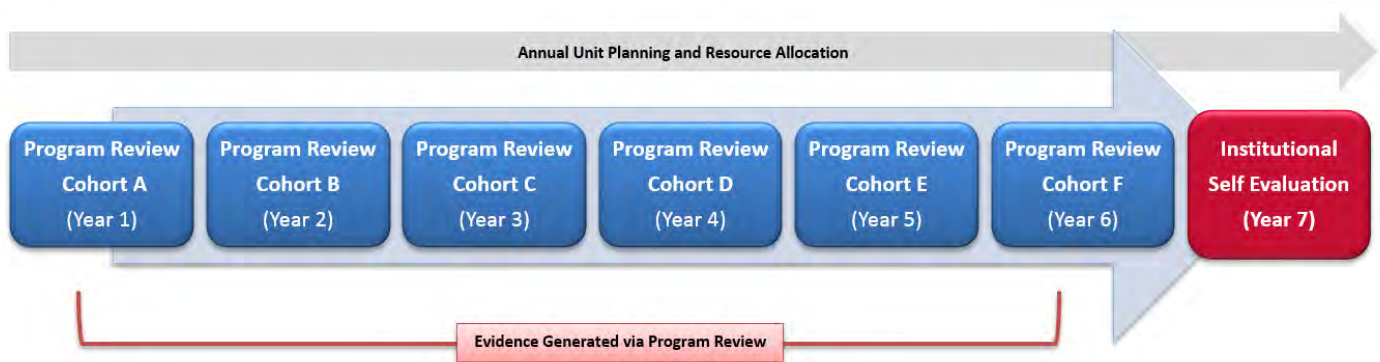 Annual Unit Planning and Resource Allocation
Program Review
Cohort A
(Year 1)
Program Review
Cohort B
(Year 2)
Program Review
Cohort C
(Year 3)
Program Review
Cohort D
(Year 4)
Program Review
Cohort E
(Year 5)
Program Review
Cohort F
(Year 6)
Institutional
Self Evaluation
(Year 7)
Evidence Generated via Program Review